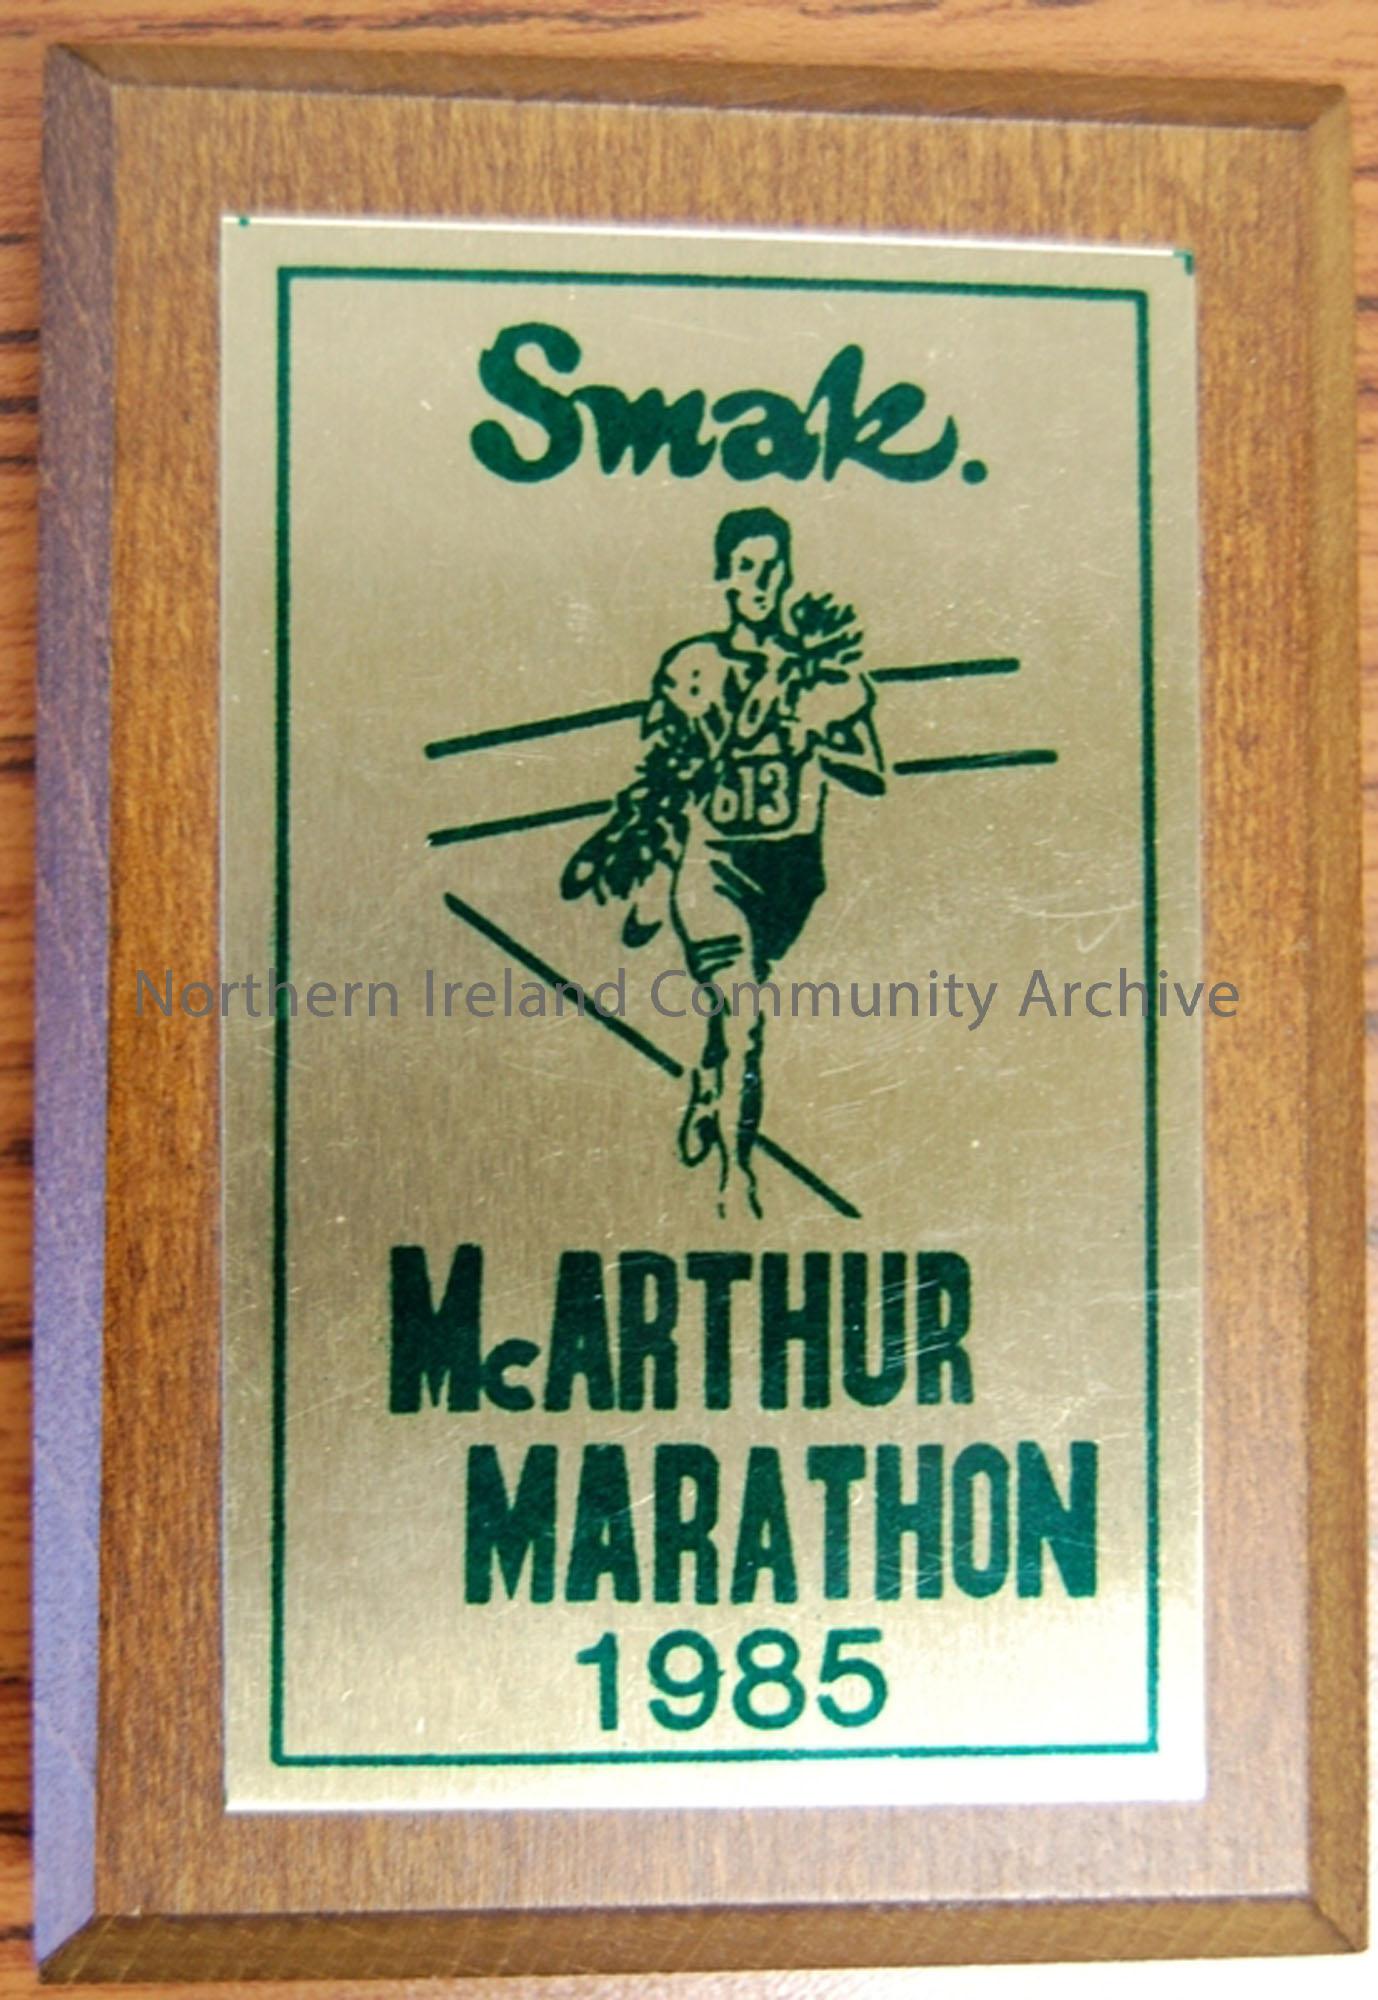 Smak.
613
Northern Ireland Community Archive
McARTHUR
MARATHON
1985